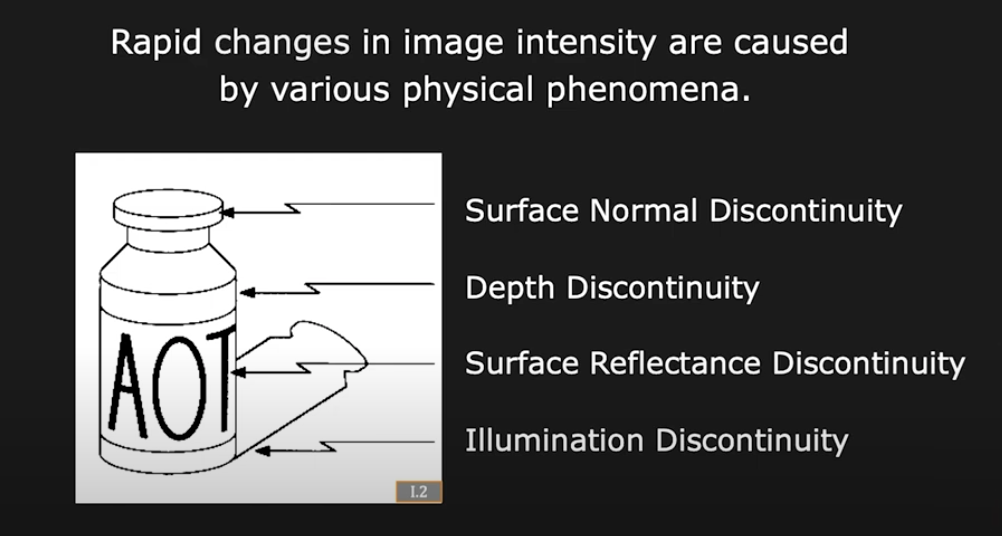 Rapid changes in image intensity are caused
by various physical phenomena.
Surface Normal Discontinuity
Depth Discontinuity
AOT
Surface Reflectance Discontinuity
Illumination Discontinuity
I.2